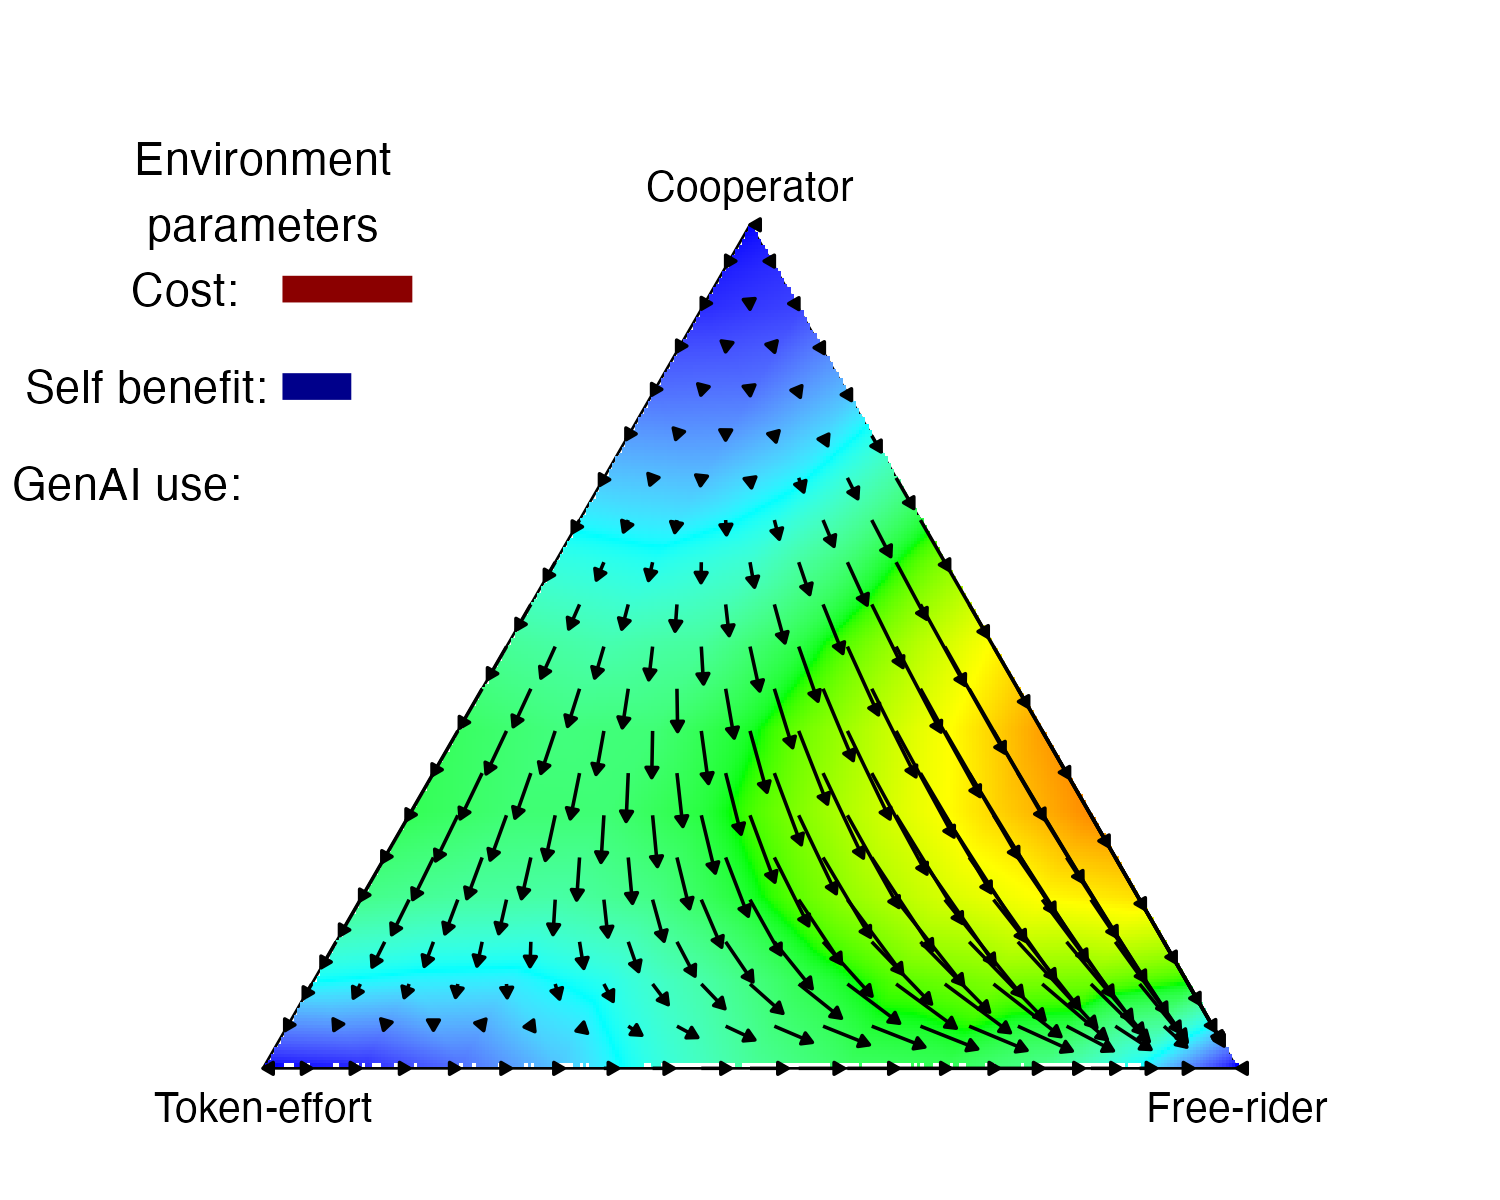 Environment
parameters
Cost:
Self benefit:
GenAI use:
Cooperator
Token-effort
Free-rider